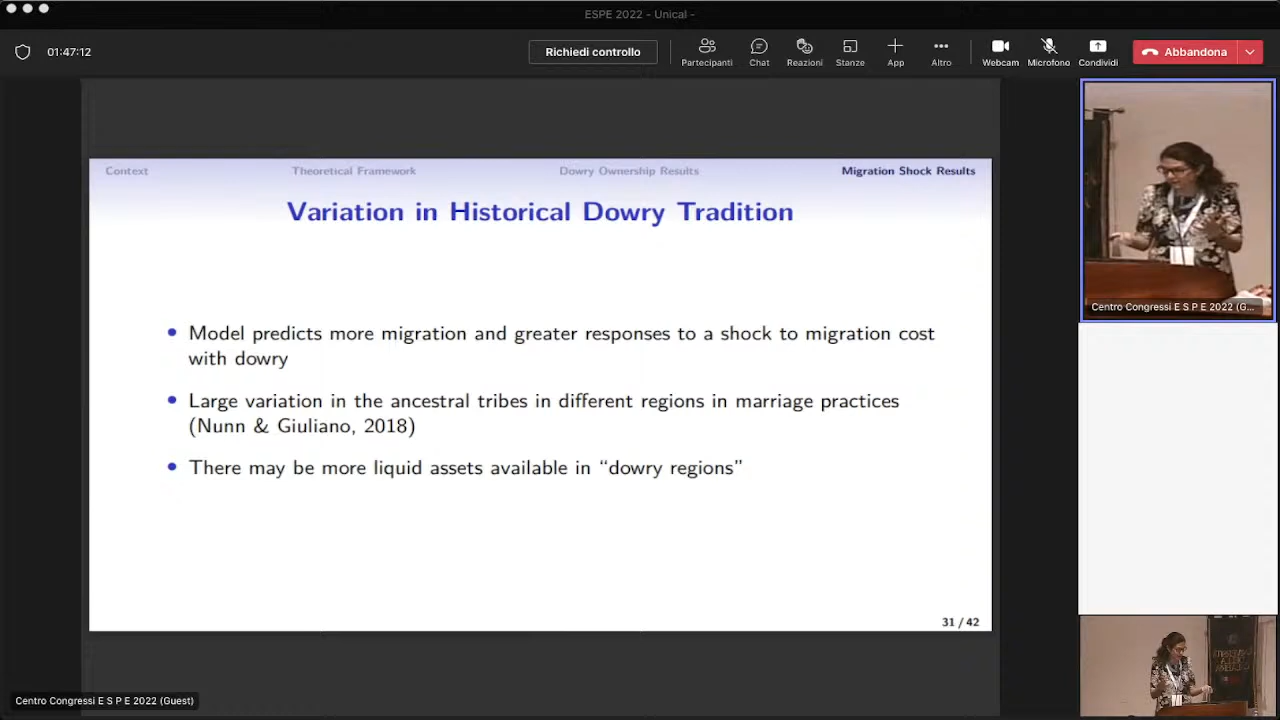 ESPE 2022 - Unical -
01:47:12
Richiedi controllo
Partecipanti
Chat
Reazioni
Stanze
App
Altro
Webcam
Microfono
Condividi
Abbandona
Context
Theoretical Framework
Dowry Ownership Results
Migration Shock Results
Variation in Historical Dowry Tradition
Model predicts more migration and greater responses to a shock to migration cost
with dowry
Large variation in the ancestral tribes in different regions in marriage practices
(Nunn & Giuliano, 2018)
There may be more liquid assets available in “dowry regions”
31 / 42
Centro Congressi E S P E 2022 (G...
Centro Congressi E S P E 2022 (Guest)